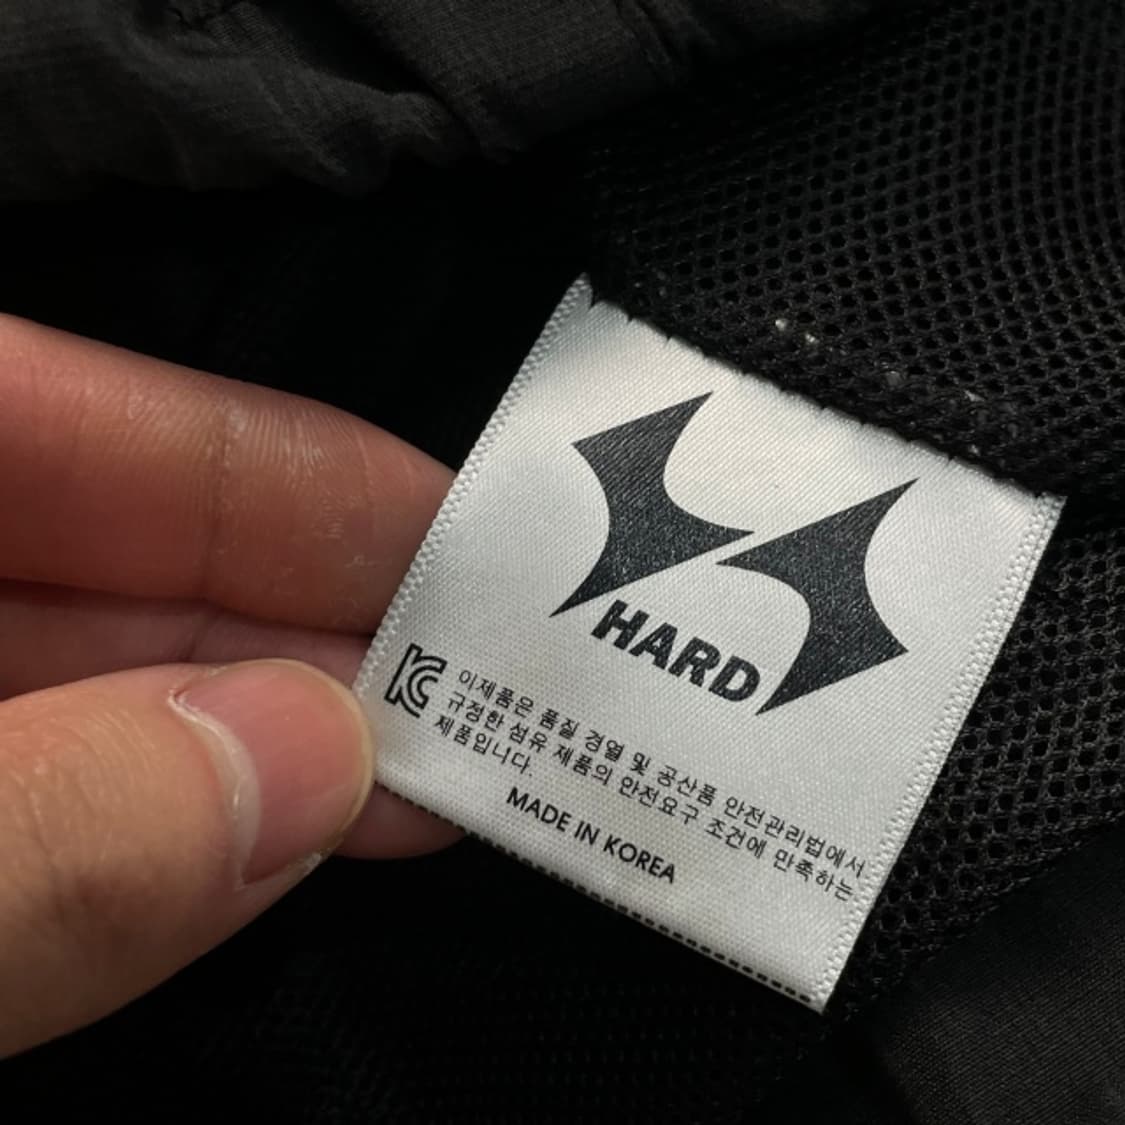 HARD
KC
이제품은 품질 경열 및 공산품 안전관리법에서
규정한 섬유 제품의 안전요구 조건에 만족하는
제품입니다.
MADE IN KOREA